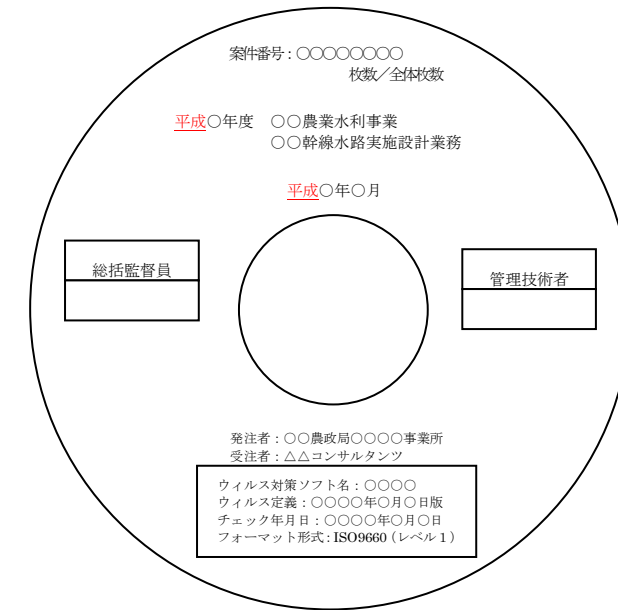 案件番号：○○○○○○○○
枚数／全体枚数
平成○年度　○○農業水利事業
○○幹線水路実施設計業務
平成○年○月
総括監督員
管理技術者
発注者：○○農政局○○○○事業所
受注者：△△コンサルタンツ
ウィルス対策ソフト名：○○○○
ウィルス定義：○○○○年○月○日版
チェック年月日：○○○○年○月○日
フォーマット形式：ISO9660（レベル１）